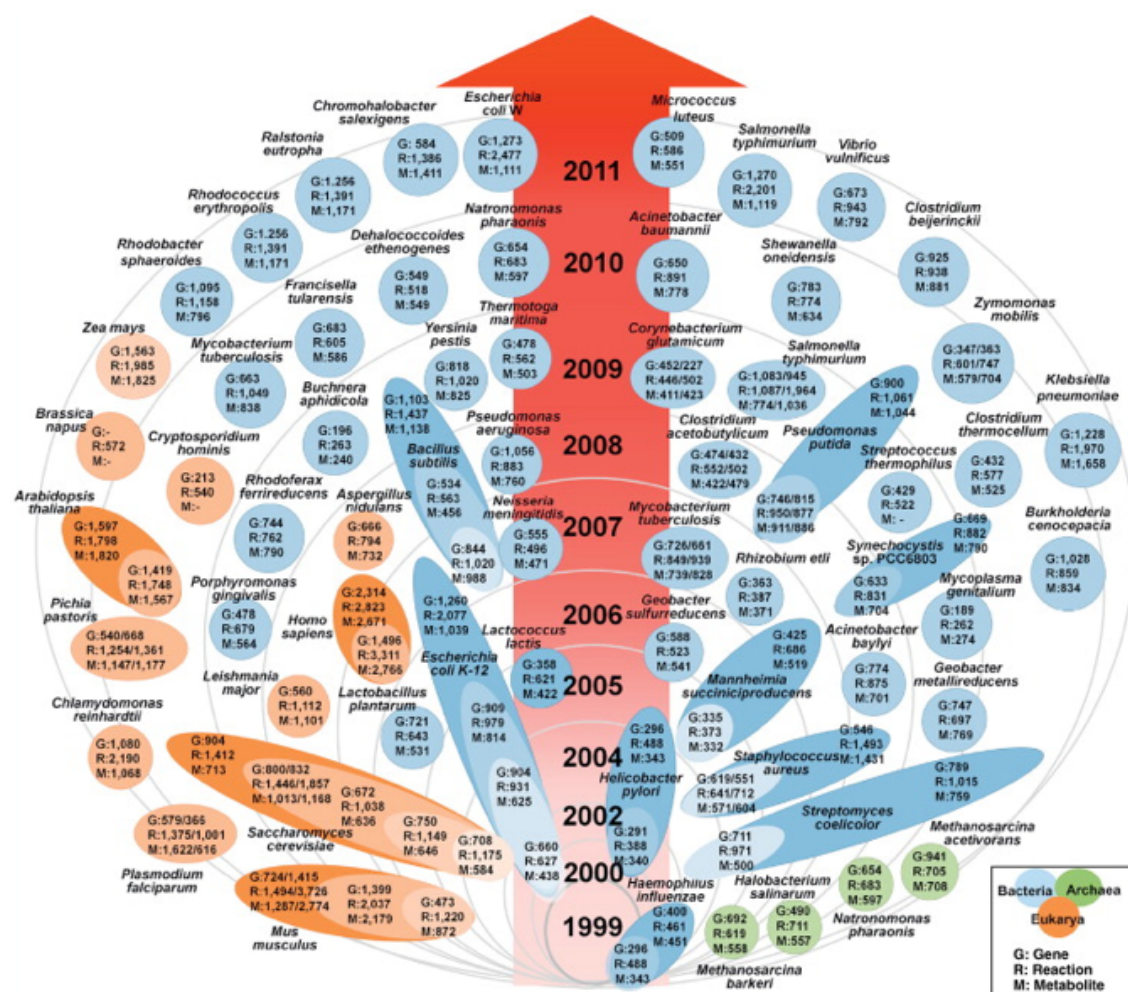 Escherichia
coli W
G:1,273
R:2,477
M:1,111
Chromohalobacter
salexigens
G: 584
R:1,386
M:1,411
Ralstonia
eutropha
G:1.256
R:1,391
M:1,171
Rhodococcus
erythropolis
G:1.256
R:1,391
M:1,171
Rhodobacter
sphaeroides
G:1,095
R:1,158
M:796
Micrococcus
luteus
G:509
R:586
M:551
Salmonella
typhimurium
G:1,270
R:2,201
M:1,119
Vibrio
vulnificus
G:673
R:943
M:792
Clostridium
beijerinckii
G:925
R:938
M:881
2011
Natronomonas
pharaonis
G:654
R:683
M:597
Dehalococcoides
ethenogenes
G:549
R:518
M:549
Francisella
tularensis
G:683
R:605
M:586
Mycobacterium
tuberculosis
G:663
R:1,049
M:838
Zea mays
G:1,563
R:1,985
M:1,825
Acinetobacter
baumannii
G:650
R:891
M:778
Shewanella
oneidensis
G:783
R:774
M:634
Zymomonas
mobilis
G:347/363
R:601/747
M:579/704
Klebsiella
pneumoniae
G:1,228
R:1,970
M:1,658
2010
Thermotoga
maritima
G:478
R:562
M:503
Yersinia
pestis
G:818
R:1,020
M:825
Buchnera
aphidicola
G:196
R:263
M:240
Cryptosporidium
hominis
G:213
R:540
M:-
Brassica
napus
G:-
R:572
M:-
Corynebacterium
glutamicum
G:452/227
R:446/502
M:411/423
Salmonella
typhimurium
G:1,083/945
R:1,087/1,964
M:774/1,036
G:900
R:1,061
M:1,044
Pseudomonas
putida
G:746/815
R:950/877
M:911/886
Clostridium
thermocellum
G:432
R:577
M:525
2009
G:1,103
R:1,437
M:1,138
Bacillus
subtilis
G:534
R:563
M:456
G:844
R:1,020
M:988
Pseudomonas
aeruginosa
G:1,056
R:883
M:760
Rhodoferax
ferrireducens
G:744
R:762
M:790
Aspergillus
nidulans
G:666
R:794
M:732
Arabidopsis
thaliana
G:1,597
R:1,798
M:1,820
G:1,419
R:1,748
M:1,567
Clostridium
acetobutylicum
G:474/432
R:552/502
M:422/479
Streptococcus
thermophilus
G:429
R:522
M: -
Burkholderia
cenocepacia
G:1,028
R:859
M:834
2008
Neisseria
meningitidis
G:555
R:496
M:471
Mycobacterium
tuberculosis
G:726/661
R:849/939
M:739/828
Rhizobium etli
G:363
R:387
M:371
G:669
R:882
M:790
Synechocystis
sp. PCC6803
G:633
R:831
M:704
Mycoplasma
genitalium
G:189
R:262
M:274
2007
Porphyromonas
gingivalis
G:478
R:679
M:564
Homo
sapiens
G:2,314
R:2,823
M:2,671
G:1,496
R:3,311
M:2,766
Pichia
pastoris
G:540/668
R:1,254/1,361
M:1,147/1,177
G:1,260
R:2,077
M:1,039
Escherichia
coli K-12
G:909
R:979
M:814
G:904
R:931
M:625
G:660
R:627
M:438
Geobacter
sulfurreducens
G:588
R:523
M:541
Acinetobacter
baylyi
G:774
R:875
M:701
Geobacter
metallireducens
G:747
R:697
M:769
2006
Lactococcus
lactis
G:358
R:621
M:422
Leishmania
major
G:560
R:1,112
M:1,101
Lactobacillus
plantarum
G:721
R:643
M:531
Chlamydomonas
reinhardtii
G:1,080
R:2,190
M:1,068
G:425
R:686
M:519
Mannheimia
succiniciproducens
G:335
R:373
M:332
2005
G:296
R:488
M:343
Helicobacter
pylori
G:291
R:388
M:340
G:546
R:1,493
M:1,431
Staphylococcus
aureus
G:619/551
R:641/712
M:571/604
2004
G:904
R:1,412
M:713
G:800/832
R:1,446/1,857
M:1,013/1,168
G:672
R:1,038
M:636
G:750
R:1,149
M:646
G:708
R:1,175
M:584
Saccharomyces
cerevisiae
G:789
R:1,015
M:759
Streptomyces
coelicolor
G:711
R:971
M:500
2002
G:579/366
R:1,375/1,001
M:1,622/616
Plasmodium
falciparum
2000
G:724/1,415
R:1,494/3,726
M:1,287/2,774
G:1,399
R:2,037
M:2,179
G:473
R:1,220
M:872
Mus
musculus
Haemophilus
influenzae
G:400
R:461
M:451
G:296
R:488
M:343
1999
G:692
R:619
M:558
Methanosarcina
barkeri
Halobacterium
salinarum
G:490
R:711
M:557
G:654
R:683
M:597
Natronomonas
pharaonis
Methanosarcina
acetivorans
G:941
R:705
M:708
Bacteria
Archaea
Eukarya
G: Gene
R: Reaction
M: Metabolite